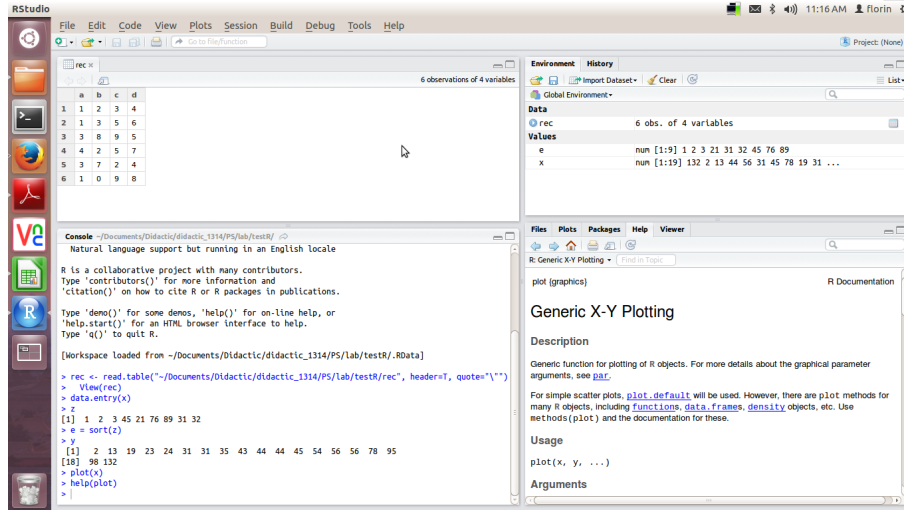 RStudio
11:16 AM florin
File Edit Code View Plots Session Build Debug Tools Help
Go to file/function
Project: (None)
rec
6 observations of 4 variables
a b c d
1 1 2 3 4
2 1 3 5 6
3 3 8 9 5
4 4 2 5 7
5 3 7 2 4
6 1 0 9 8
Console ~/Documents/Didactic/didactic_1314/PS/lab/testR/
Natural language support but running in an English locale
R is a collaborative project with many contributors.
Type 'contributors()' for more information and
'citation()' on how to cite R or R packages in publications.
Type 'demo()' for some demos, 'help()' for on-line help, or
'help.start()' for an HTML browser interface to help.
Type 'q()' to quit R.
[Workspace loaded from ~/Documents/Didactic/didactic_1314/PS/lab/testR/.RData]
> rec <- read.table("~/Documents/Didactic/didactic_1314/PS/lab/testR/rec", header=T, quote="\"")
> View(rec)
> data.entry(x)
> z
[1] 1 2 3 45 21 76 89 31 32
> e = sort(z)
> y
[1] 2 13 19 23 24 31 31 35 43 44 44 45 54 56 56 78 95
[18] 98 132
> plot(x)
> help(plot)
>
Environment History
Import Dataset Clear List
Global Environment
Data
rec 6 obs. of 4 variables
Values
e num [1:9] 1 2 3 21 31 32 45 76 89
x num [1:19] 132 2 13 44 56 31 45 78 19 31 ...
Files Plots Packages Help Viewer
R: Generic X-Y Plotting Find in Topic
plot {graphics} R Documentation
Generic X-Y Plotting
Description
Generic function for plotting of R objects. For more details about the graphical parameter
arguments, see par.
For simple scatter plots, plot.default will be used. However, there are plot methods for
many R objects, including functions, data.frames, density objects, etc. Use
methods(plot) and the documentation for these.
Usage
plot(x, y, ...)
Arguments